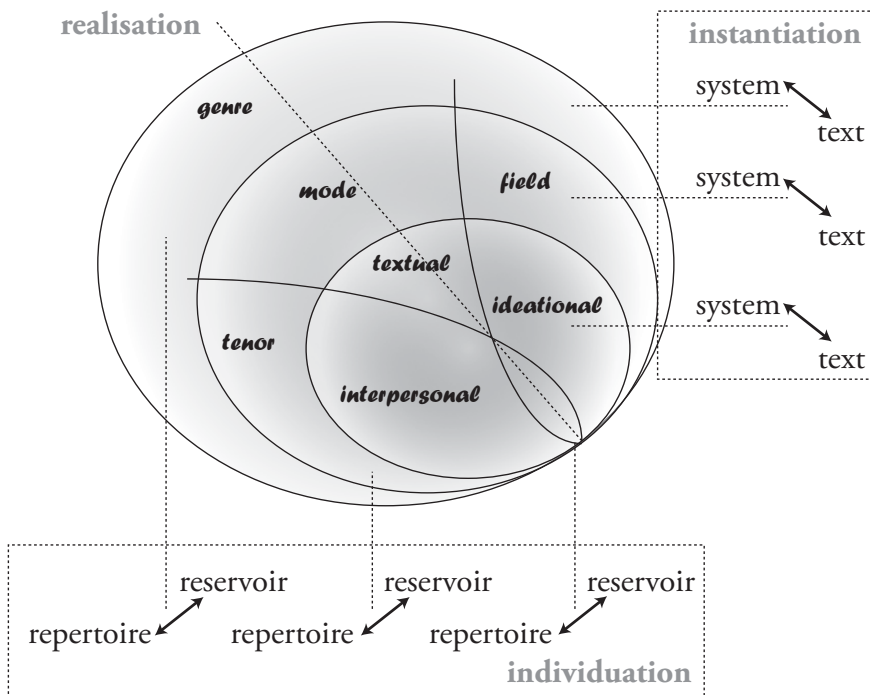 realisation
instantiation
system
genre
text
system
field
mode
text
textual
ideational
system
tenor
text
interpersonal
reservoir reservoir reservoir
repertoire repertoire repertoire
individuation